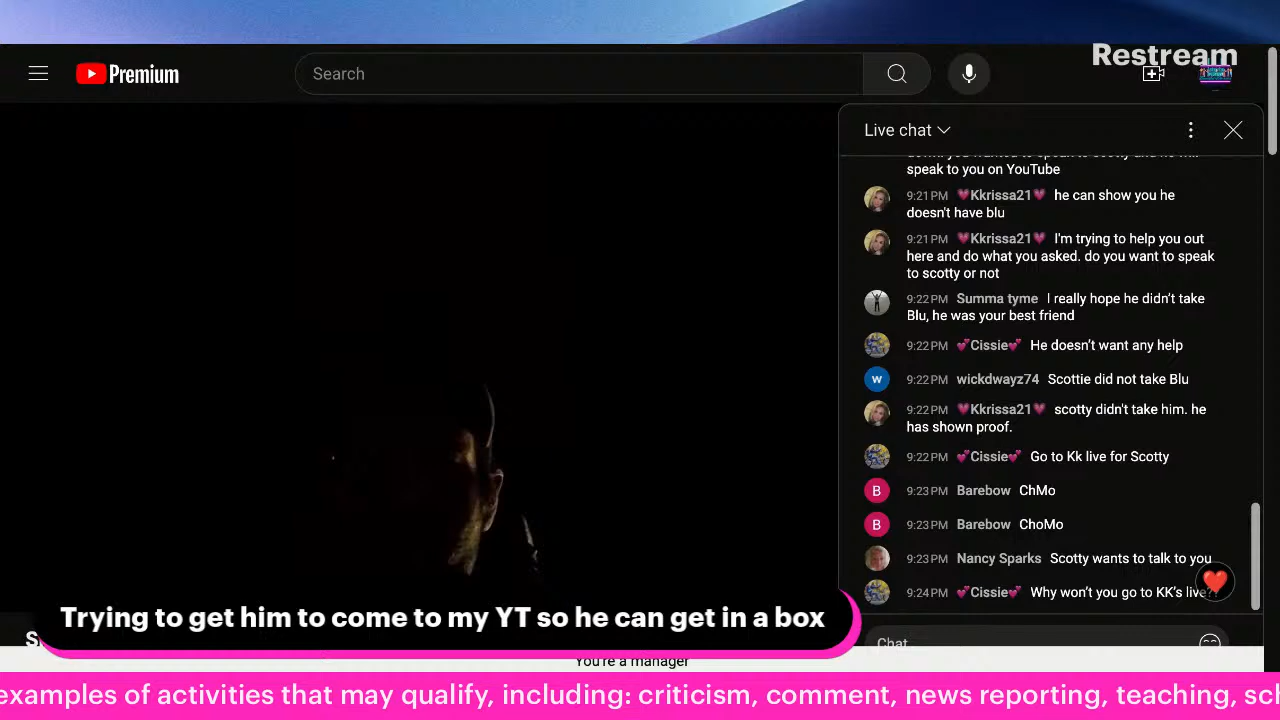 Restream
Premium
Search
Live chat
speak to you on YouTube
9:21 PM 💗Kkrissa21💗 he can show you he
doesn't have blu
9:21 PM 💗Kkrissa21💗 I'm trying to help you out
here and do what you asked. do you want to speak
to scotty or not
9:22 PM Summa tyme I really hope he didn't take
Blu, he was your best friend
9:22 PM 💕Cissie💕 He doesn't want any help
w 9:22 PM wickdwayz74 Scottie did not take Blu
9:22 PM 💗Kkrissa21💗 scotty didn't take him. he
has shown proof.
9:22 PM 💕Cissie💕 Go to Kk live for Scotty
B 9:23 PM Barebow ChMo
B 9:23 PM Barebow ChoMo
9:23 PM Nancy Sparks Scotty wants to talk to you
9:24 PM 💕Cissie💕 Why won't you go to KK's live
Chat
Trying to get him to come to my YT so he can get in a box
You're a manager
examples of activities that may qualify, including: criticism, comment, news reporting, teaching,